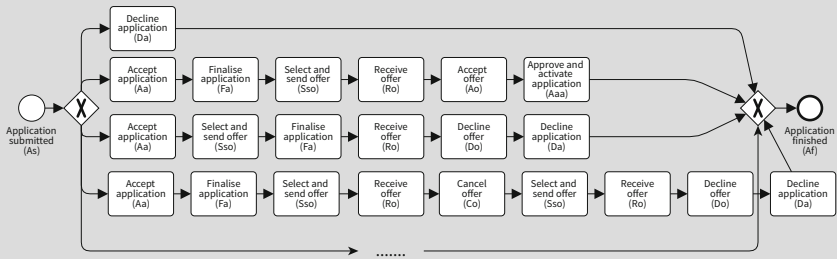 Decline
application
(Da)
Accept
application
(Aa)
Finalise
application
(Fa)
Select and
send offer
(Sso)
Receive
offer
(Ro)
Accept
offer
(Ao)
Approve and
activate
application
(Aaa)
Application
submitted
(As)
X
X
Application
finished
(Af)
Accept
application
(Aa)
Select and
send offer
(Sso)
Finalise
application
(Fa)
Receive
offer
(Ro)
Decline
offer
(Do)
Decline
application
(Da)
Accept
application
(Aa)
Finalise
application
(Fa)
Select and
send offer
(Sso)
Receive
offer
(Ro)
Cancel
offer
(Co)
Select and
send offer
(Sso)
Receive
offer
(Ro)
Decline
offer
(Do)
Decline
application
(Da)
.......